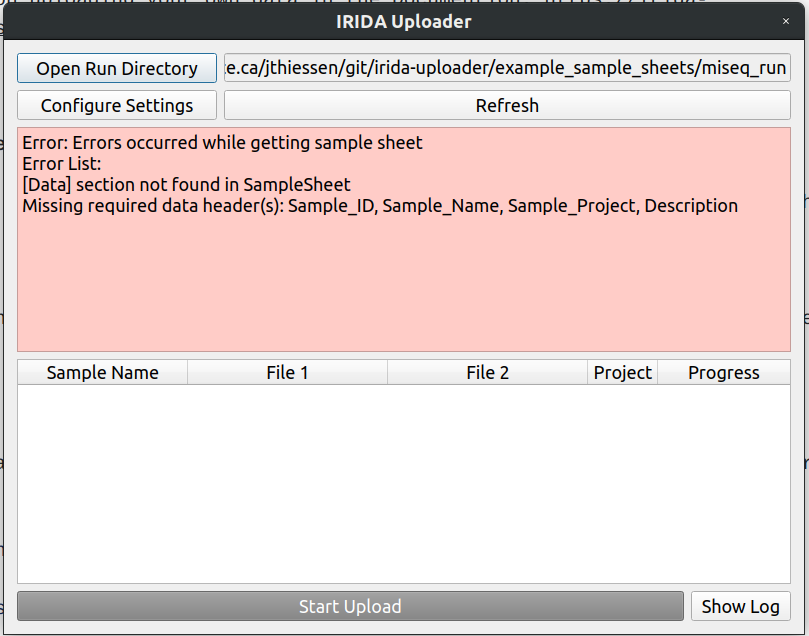 IRIDA Uploader
Open Run Directory
e.ca/jthiessen/git/irida-uploader/example_sample_sheets/miseq_run
Configure Settings
Refresh
Error: Errors occurred while getting sample sheet
Error List:
[Data] section not found in SampleSheet
Missing required data header(s): Sample_ID, Sample_Name, Sample_Project, Description
Sample Name File 1 File 2 Project Progress
Start Upload
Show Log